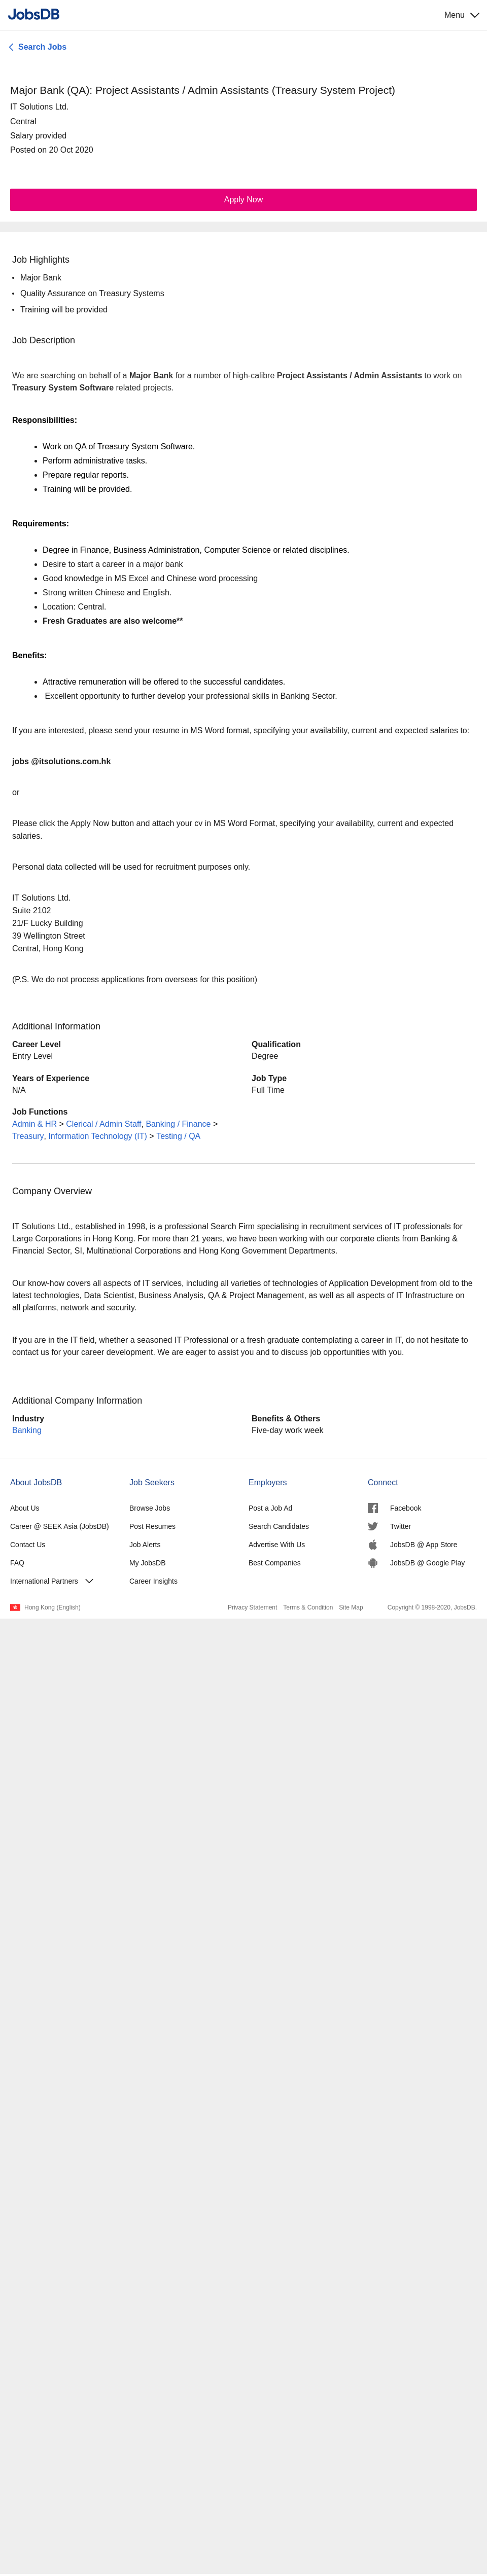 JobsDB
Menu
Search Jobs
Major Bank (QA): Project Assistants / Admin Assistants (Treasury System Project)
IT Solutions Ltd.
Central
Salary provided
Posted on 20 Oct 2020
Apply Now
Job Highlights
• Major Bank
• Quality Assurance on Treasury Systems
• Training will be provided
Job Description
We are searching on behalf of a Major Bank for a number of high-calibre Project Assistants / Admin Assistants to work on
Treasury System Software related projects.
Responsibilities:
• Work on QA of Treasury System Software.
• Perform administrative tasks.
• Prepare regular reports.
• Training will be provided.
Requirements:
• Degree in Finance, Business Administration, Computer Science or related disciplines.
• Desire to start a career in a major bank
• Good knowledge in MS Excel and Chinese word processing
• Strong written Chinese and English.
• Location: Central.
• Fresh Graduates are also welcome**
Benefits:
• Attractive remuneration will be offered to the successful candidates.
• Excellent opportunity to further develop your professional skills in Banking Sector.
If you are interested, please send your resume in MS Word format, specifying your availability, current and expected salaries to:
jobs @itsolutions.com.hk
or
Please click the Apply Now button and attach your cv in MS Word Format, specifying your availability, current and expected
salaries.
Personal data collected will be used for recruitment purposes only.
IT Solutions Ltd.
Suite 2102
21/F Lucky Building
39 Wellington Street
Central, Hong Kong
(P.S. We do not process applications from overseas for this position)
Additional Information
Career Level
Entry Level
Qualification
Degree
Years of Experience
N/A
Job Type
Full Time
Job Functions
Admin & HR > Clerical / Admin Staff, Banking / Finance >
Treasury, Information Technology (IT) > Testing / QA
Company Overview
IT Solutions Ltd., established in 1998, is a professional Search Firm specialising in recruitment services of IT professionals for
Large Corporations in Hong Kong. For more than 21 years, we have been working with our corporate clients from Banking &
Financial Sector, SI, Multinational Corporations and Hong Kong Government Departments.
Our know-how covers all aspects of IT services, including all varieties of technologies of Application Development from old to the
latest technologies, Data Scientist, Business Analysis, QA & Project Management, as well as all aspects of IT Infrastructure on
all platforms, network and security.
If you are in the IT field, whether a seasoned IT Professional or a fresh graduate contemplating a career in IT, do not hesitate to
contact us for your career development. We are eager to assist you and to discuss job opportunities with you.
Additional Company Information
Industry
Banking
Benefits & Others
Five-day work week
About JobsDB
About Us
Career @ SEEK Asia (JobsDB)
Contact Us
FAQ
International Partners
Job Seekers
Browse Jobs
Post Resumes
Job Alerts
My JobsDB
Career Insights
Employers
Post a Job Ad
Search Candidates
Advertise With Us
Best Companies
Connect
Facebook
Twitter
JobsDB @ App Store
JobsDB @ Google Play
Hong Kong (English)
Privacy Statement Terms & Condition Site Map Copyright © 1998-2020, JobsDB.